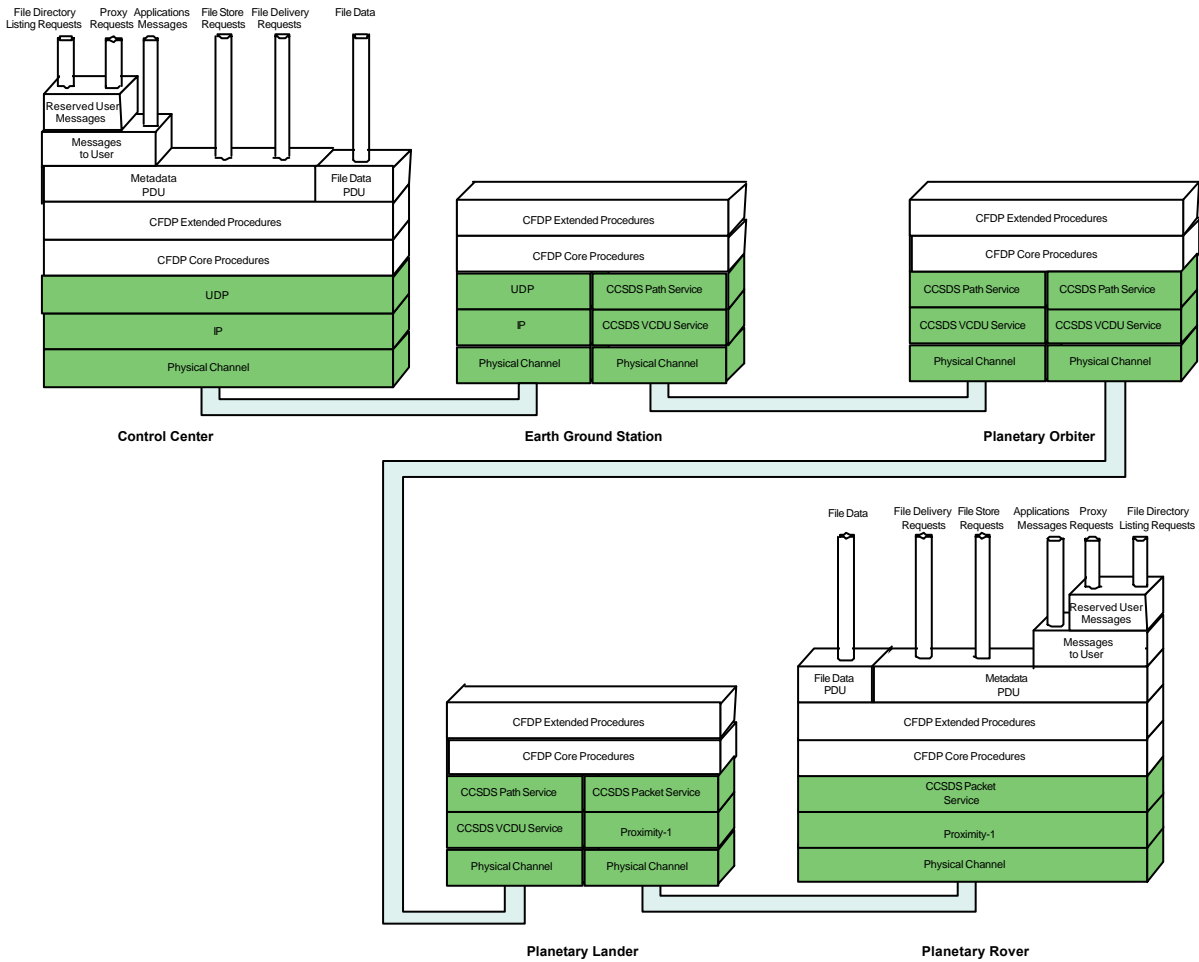 File Directory
Listing Requests
Proxy
Requests
Applications
Messages
File Store
Requests
File Delivery
Requests
File Data
Reserved User
Messages
Messages
to User
Metadata
PDU
File Data
PDU
CFDP Extended Procedures
CFDP Core Procedures
UDP
IP
Physical Channel
Control Center
CFDP Extended Procedures
CFDP Core Procedures
UDP
CCSDS Path Service
IP
CCSDS VCDU Service
Physical Channel
Physical Channel
Earth Ground Station
CFDP Extended Procedures
CFDP Core Procedures
CCSDS Path Service
CCSDS Path Service
CCSDS VCDU Service
CCSDS VCDU Service
Physical Channel
Physical Channel
Planetary Orbiter
CFDP Extended Procedures
CFDP Core Procedures
CCSDS Path Service
CCSDS Packet Service
CCSDS VCDU Service
Proximity-1
Physical Channel
Physical Channel
Planetary Lander
File Data
File Delivery
Requests
File Store
Requests
Applications
Messages
Proxy
Requests
File Directory
Listing Requests
Reserved User
Messages
Messages
to User
File Data
PDU
Metadata
PDU
CFDP Extended Procedures
CFDP Core Procedures
CCSDS Packet
Service
Proximity-1
Physical Channel
Planetary Rover